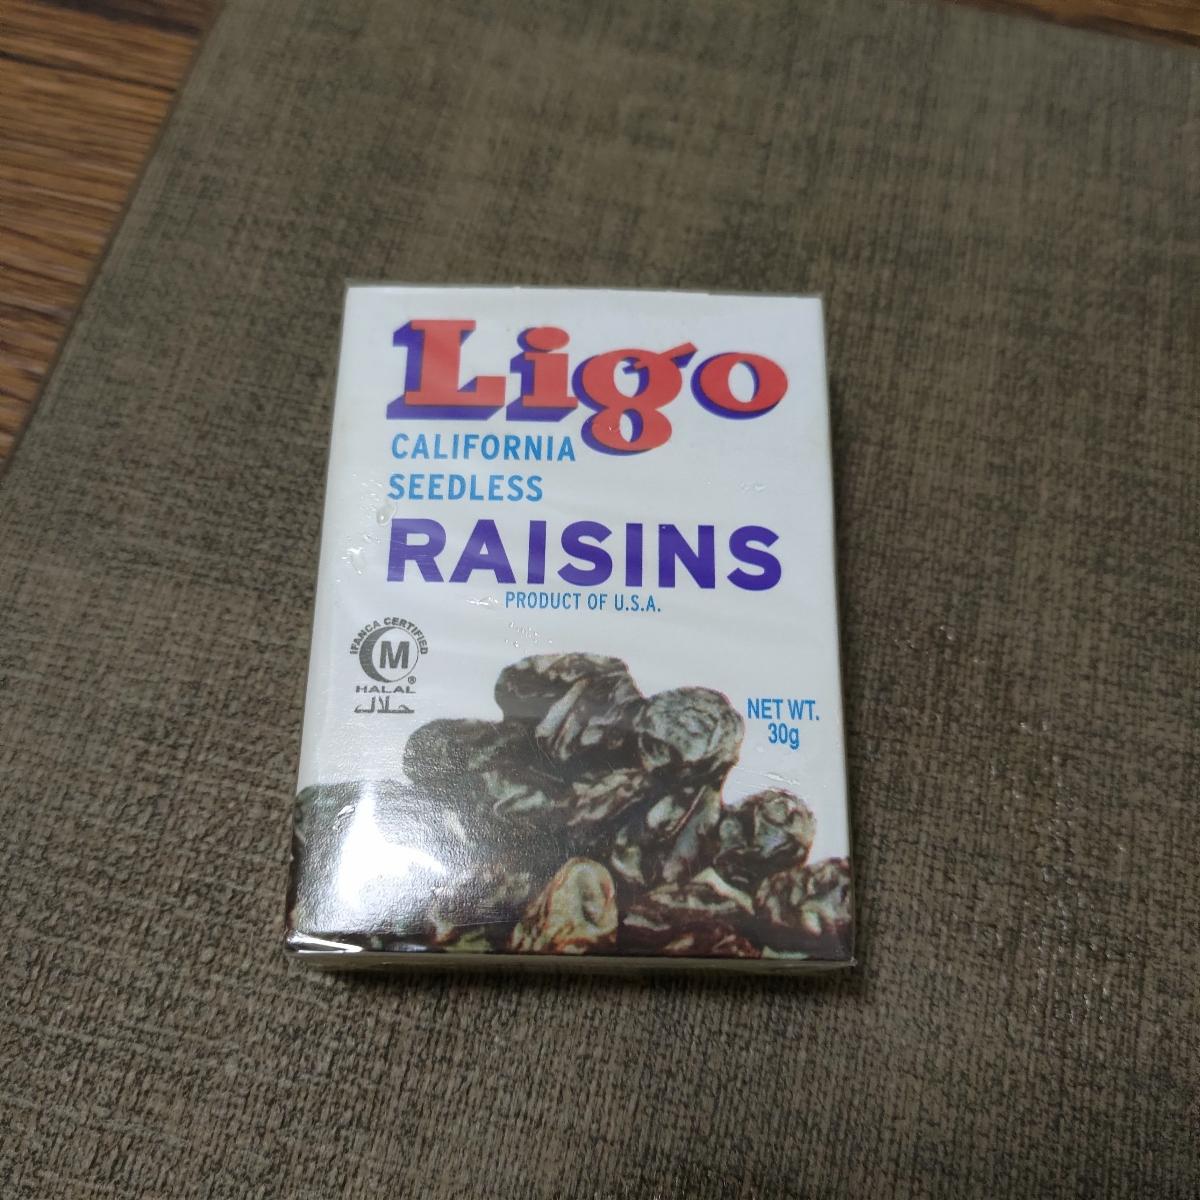 Ligo
CALIFORNIA
SEEDLESS
RAISINS
PRODUCT OF U.S.A.
IFANCA CERTIFIED
M
®
HALAL
حلال
NET WT.
30g